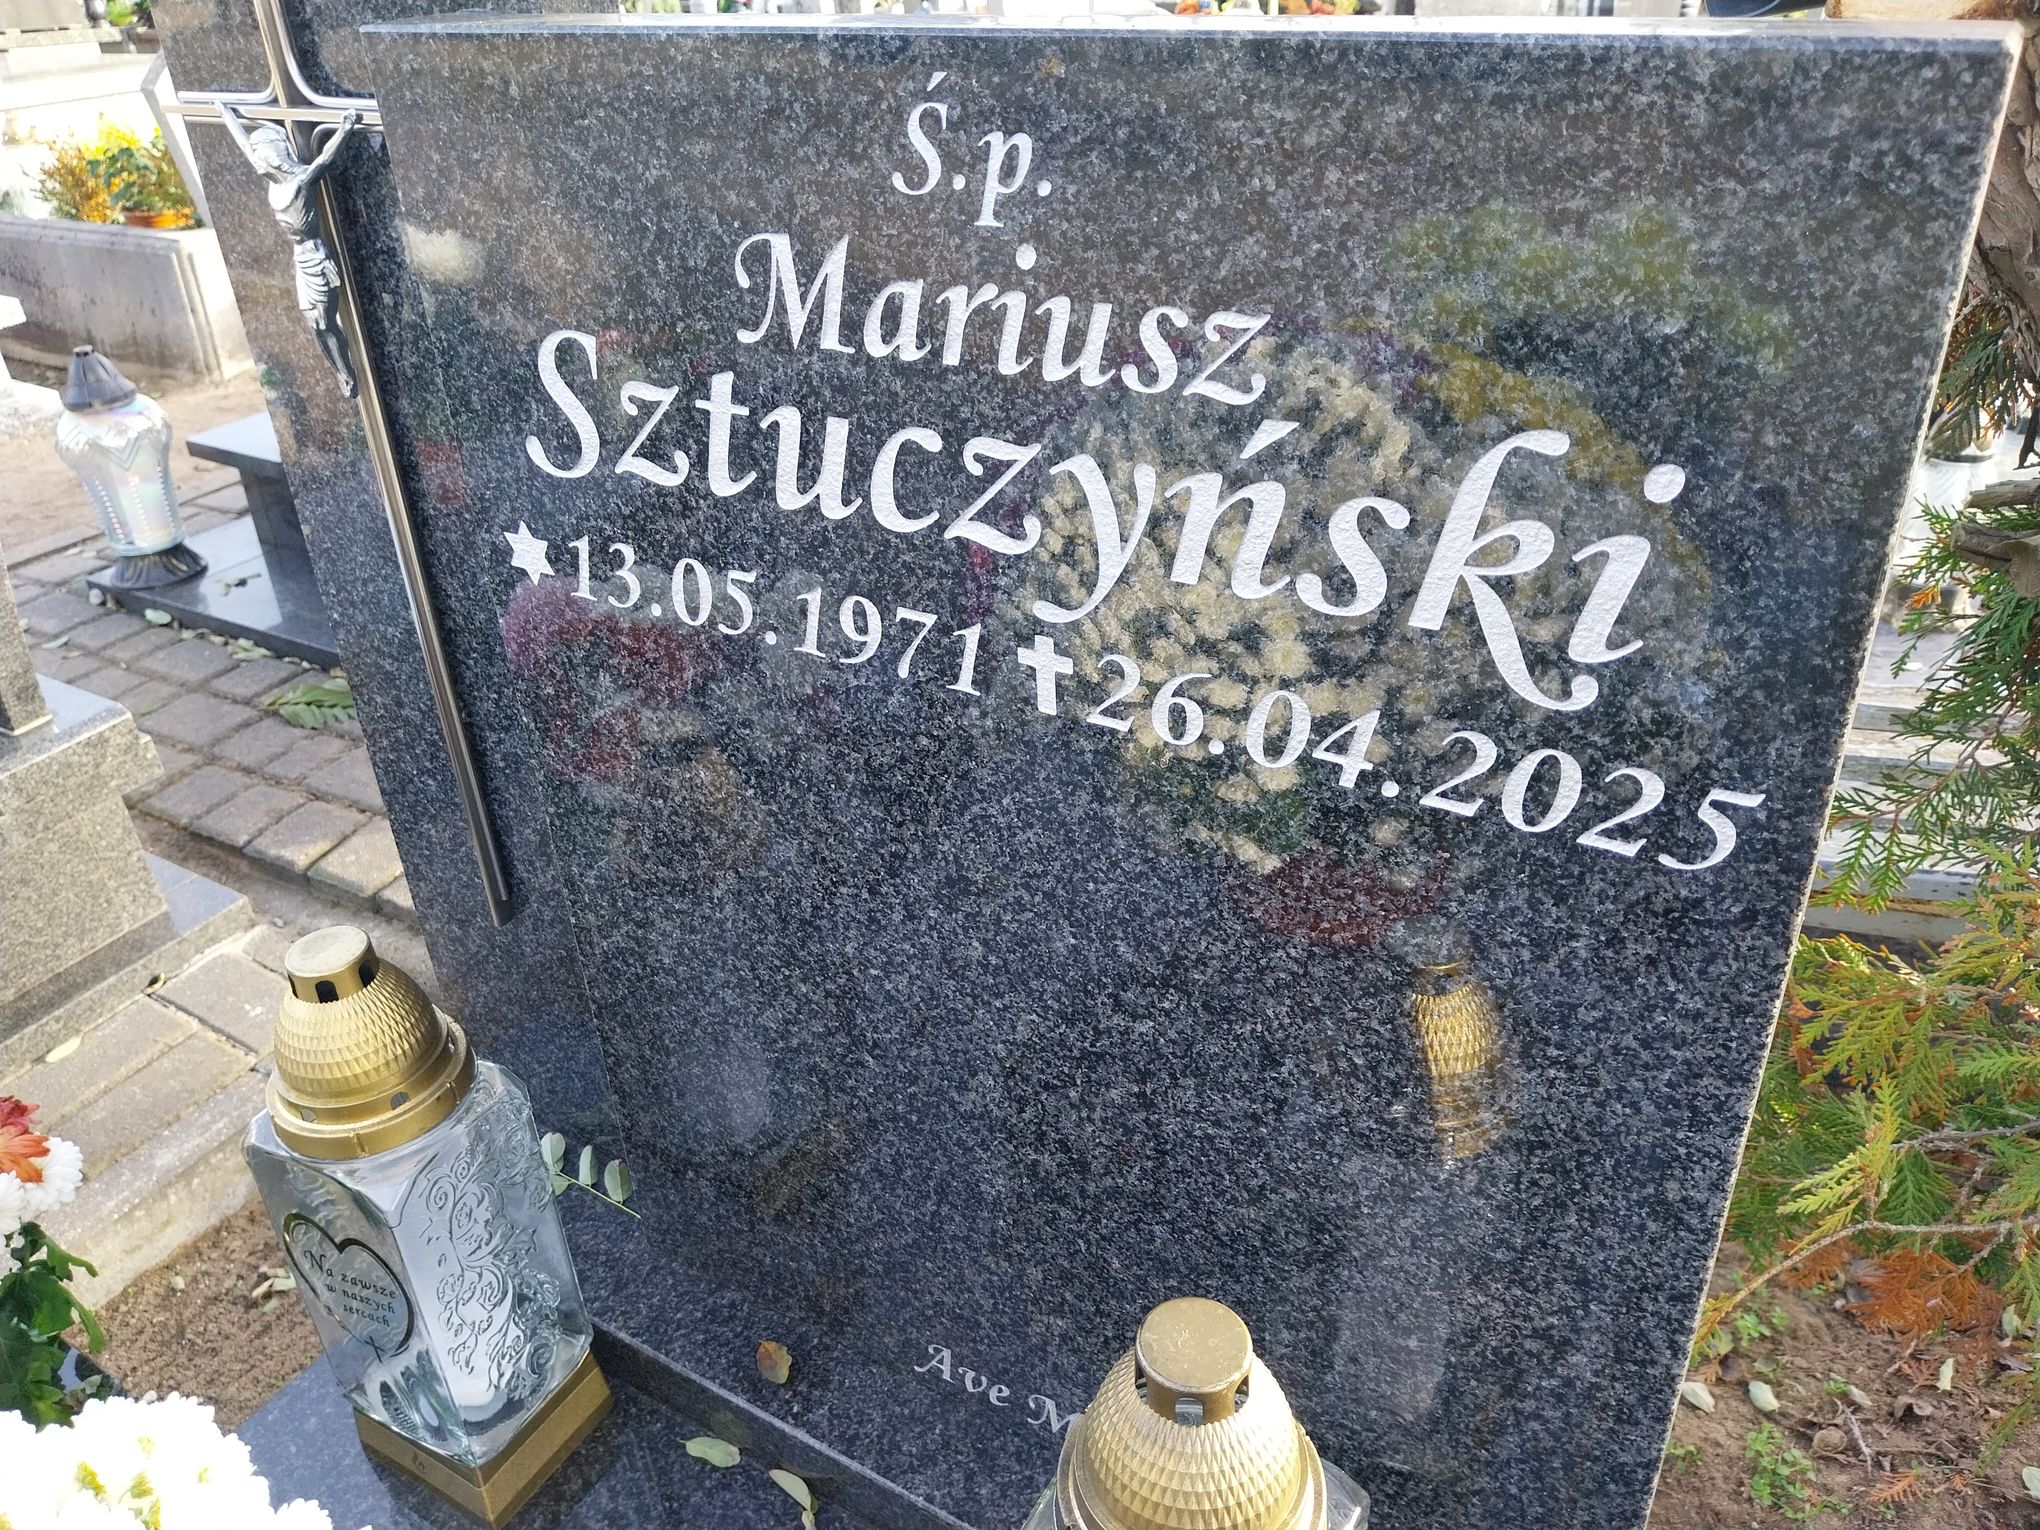 Ś.p.
Mariusz
Sztuczyński
13.05.1971 26.04.2025
Na zawsze
w naszych
sercach
Ave